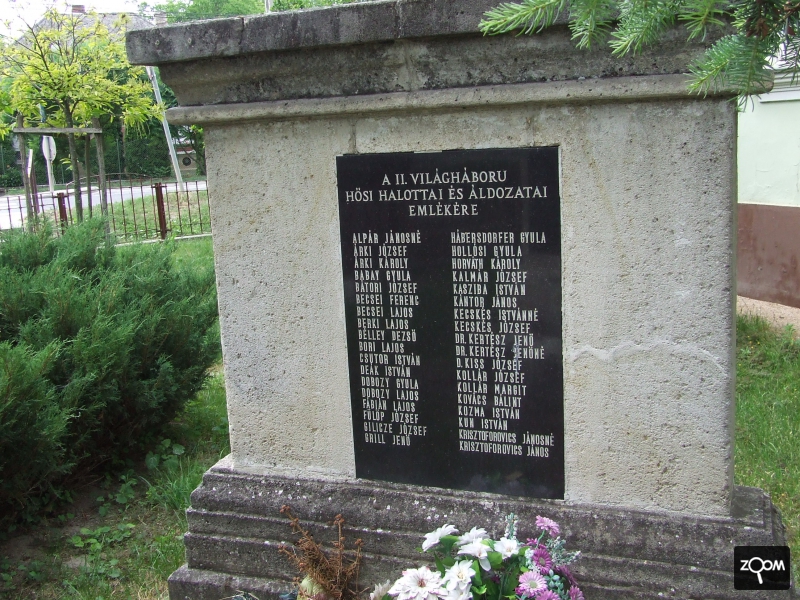 A II. VILÁGHÁBORU
HŐSI HALOTTAI ÉS ÁLDOZATAI
EMLÉKÉRE
ALPÁR JÁNOSNÉ
ÁRKI JÓZSEF
ÁRKI KÁROLY
BABAY GYULA
BÁTORI JÓZSEF
BECSEI FERENC
BECSEI LAJOS
BERKI LAJOS
BÉLLEY DEZSŐ
BORI LAJOS
CSUTOR ISTVÁN
DEÁK ISTVÁN
DOBOZY GYULA
DOBOZY LAJOS
FÁBJÁN LAJOS
FÜLÖP JÓZSEF
GILICZE JÓZSEF
GRILL JENŐ
HÁBERSDORFER GYULA
HOLLÓSI GYULA
HORVÁTH KÁROLY
KALMÁR JÓZSEF
KASZIBA ISTVÁN
KÁNTOR JÁNOS
KECSKÉS ISTVÁNNÉ
KECSKÉS JÓZSEF
DR. KERTÉSZ JENŐ
DR. KERTÉSZ JENŐNÉ
D. KISS JÓZSEF
KOLLÁR JÓZSEF
KOLLÁR MARGIT
KOVÁCS BÁLINT
KOZMA ISTVÁN
KUN ISTVÁN
KRISZTOFOROVICS JÁNOSNÉ
KRISZTOFOROVICS JÁNOS
ZOOM